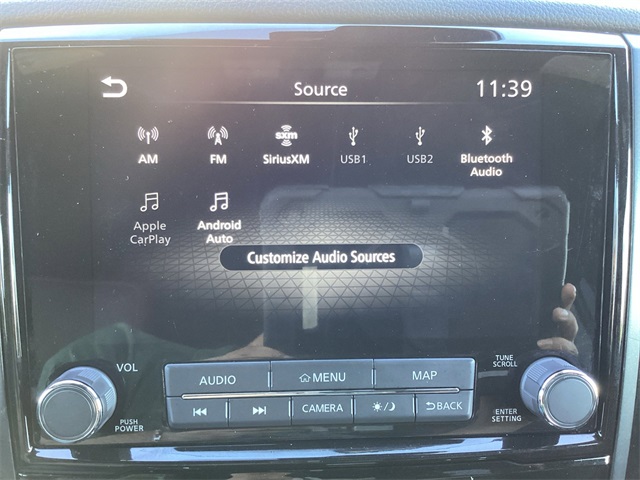 Source
11:39
AM
FM
sxm
SiriusXM
USB1
USB2
Bluetooth
Audio
Apple
CarPlay
Android
Auto
Customize Audio Sources
VOL
PUSH
POWER
AUDIO
MENU
MAP
CAMERA
BACK
TUNE
SCROLL
ENTER
SETTING